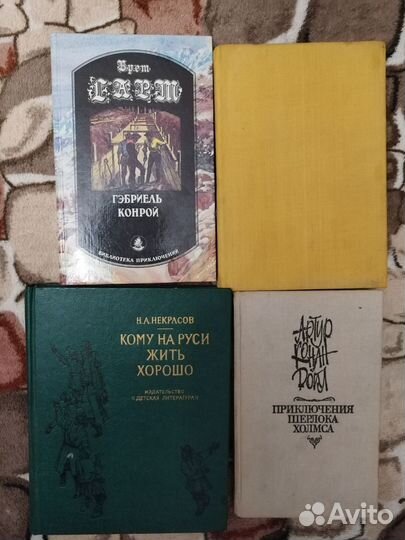 Брет
ГАРТ
ГЭБРИЕЛЬ
КОНРОЙ
БИБЛИОТЕКА ПРИКЛЮЧЕНИЙ
Н.А.НЕКРАСОВ
КОМУ НА РУСИ
ЖИТЬ
ХОРОШО
ИЗДАТЕЛЬСТВО
«ДЕТСКАЯ ЛИТЕРАТУРА»
Артур
Конан
Дойл
ПРИКЛЮЧЕНИЯ
ШЕРЛОКА
ХОЛМСА
Avito